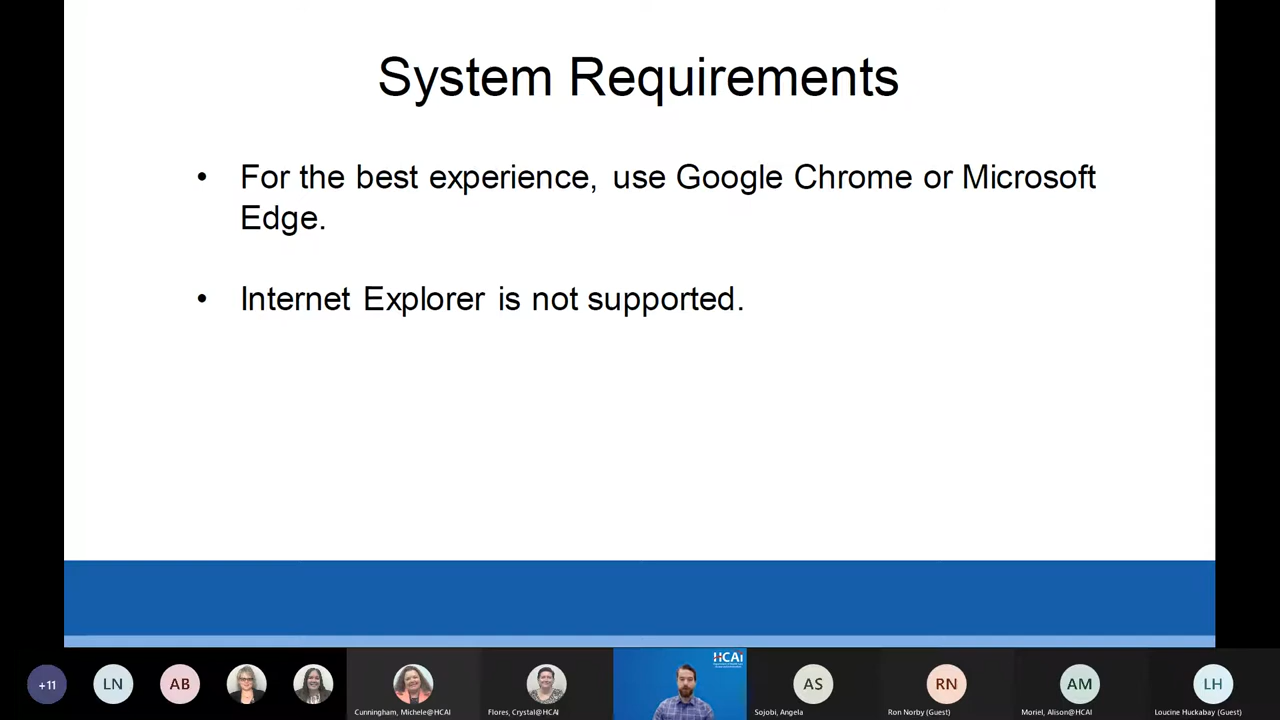 System Requirements
• For the best experience, use Google Chrome or Microsoft
Edge.
• Internet Explorer is not supported.
HCAi
+11
LN
AB
AS
RN
AM
LH
Cunningham, Michele@HCAI
Flores, Crystal@HCAI
Sojobi, Angela
Ron Norby (Guest)
Moriel, Alison@HCAI
Loucine Huckabay (Guest)